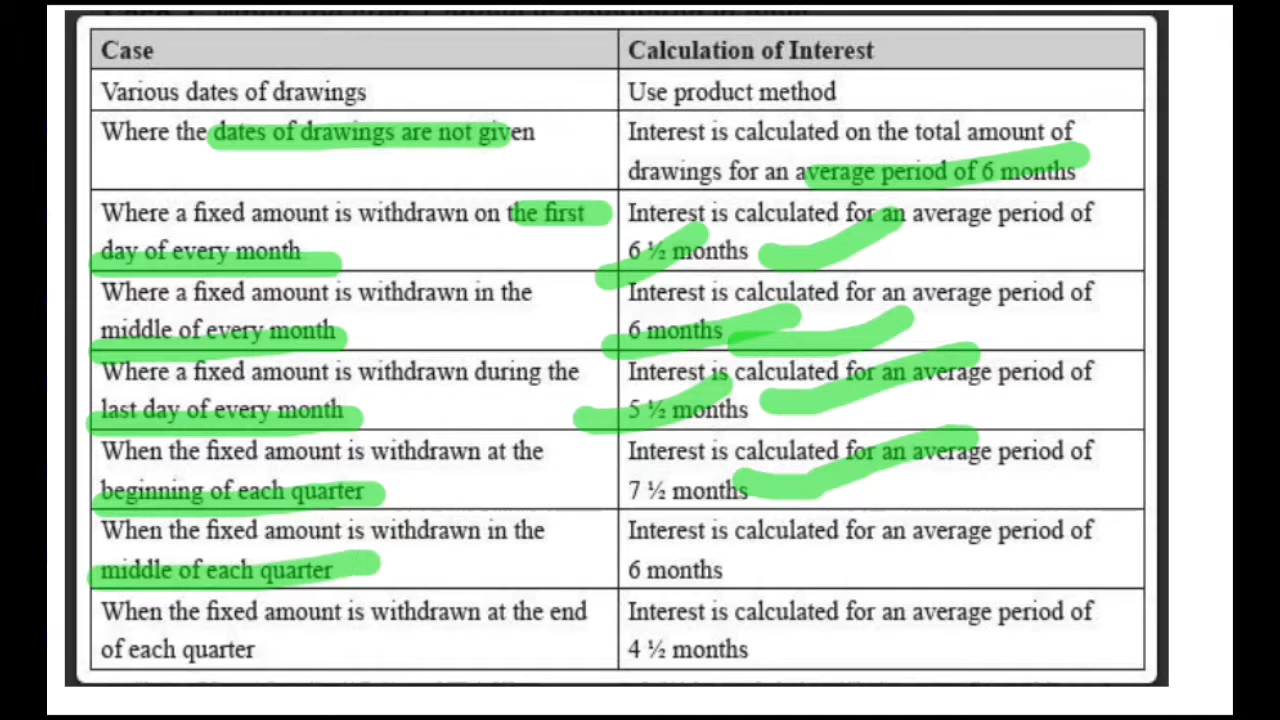 Case
Calculation of Interest
Various dates of drawings
Use product method
Where the dates of drawings are not given
Interest is calculated on the total amount of
drawings for an average period of 6 months
Where a fixed amount is withdrawn on the first
day of every month
Interest is calculated for an average period of
6 ½ months
Where a fixed amount is withdrawn in the
middle of every month
Interest is calculated for an average period of
6 months
Where a fixed amount is withdrawn during the
last day of every month
Interest is calculated for an average period of
5 ½ months
When the fixed amount is withdrawn at the
beginning of each quarter
Interest is calculated for an average period of
7 ½ months
When the fixed amount is withdrawn in the
middle of each quarter
Interest is calculated for an average period of
6 months
When the fixed amount is withdrawn at the end
of each quarter
Interest is calculated for an average period of
4 ½ months